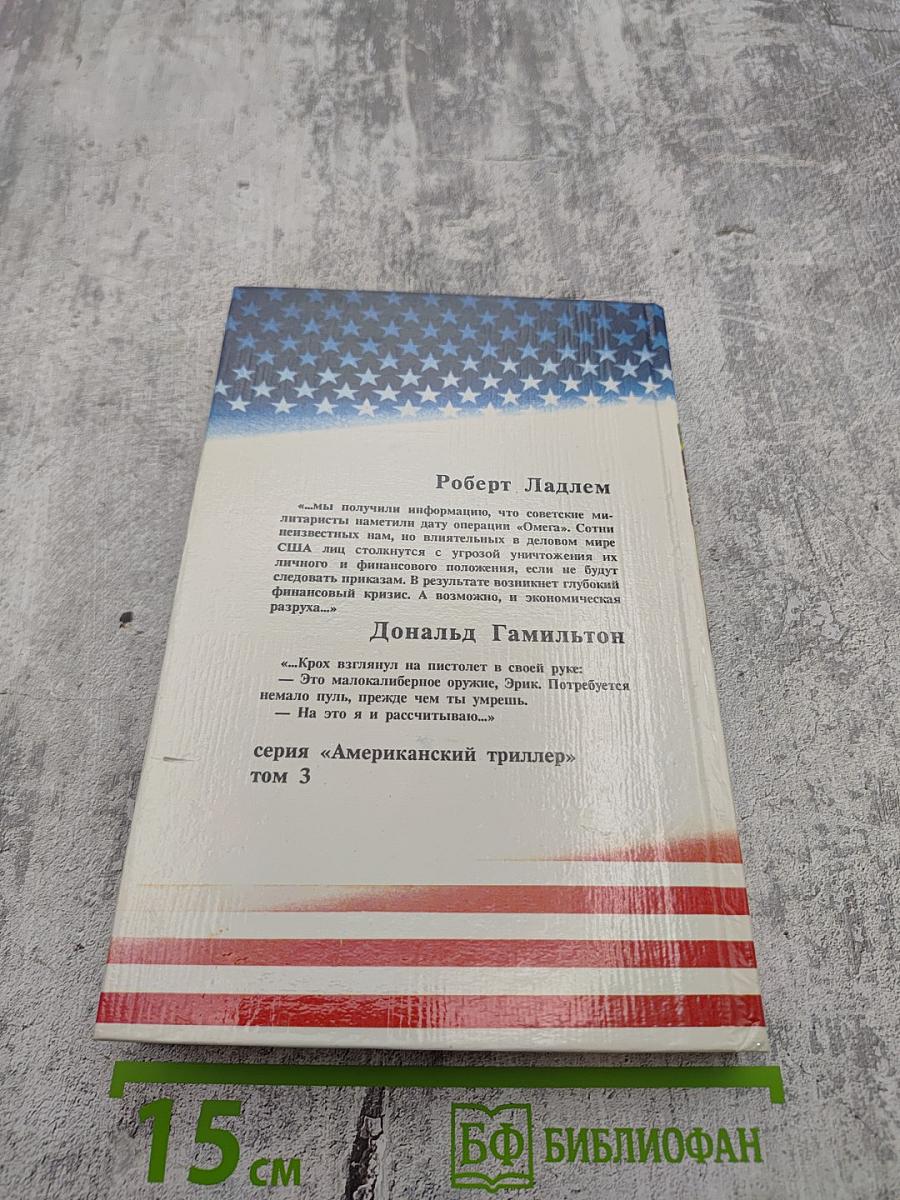 Роберт Ладлем
«...мы получили информацию, что советские ми-
литаристы наметили дату операции «Омега». Сотни
неизвестных нам, но влиятельных в деловом мире
США лиц столкнутся с угрозой уничтожения их
личного и финансового положения, если не будут
следовать приказам. В результате возникнет глубокий
финансовый кризис. А возможно, и экономическая
разруха...»
Дональд Гамильтон
«...Крох взглянул на пистолет в своей руке:
— Это малокалиберное оружие, Эрик. Потребуется
немало пуль, прежде чем ты умрешь.
— На это я и рассчитываю...»
серия «Американский триллер»
том 3
15 см
БФ БИБЛИОФАН